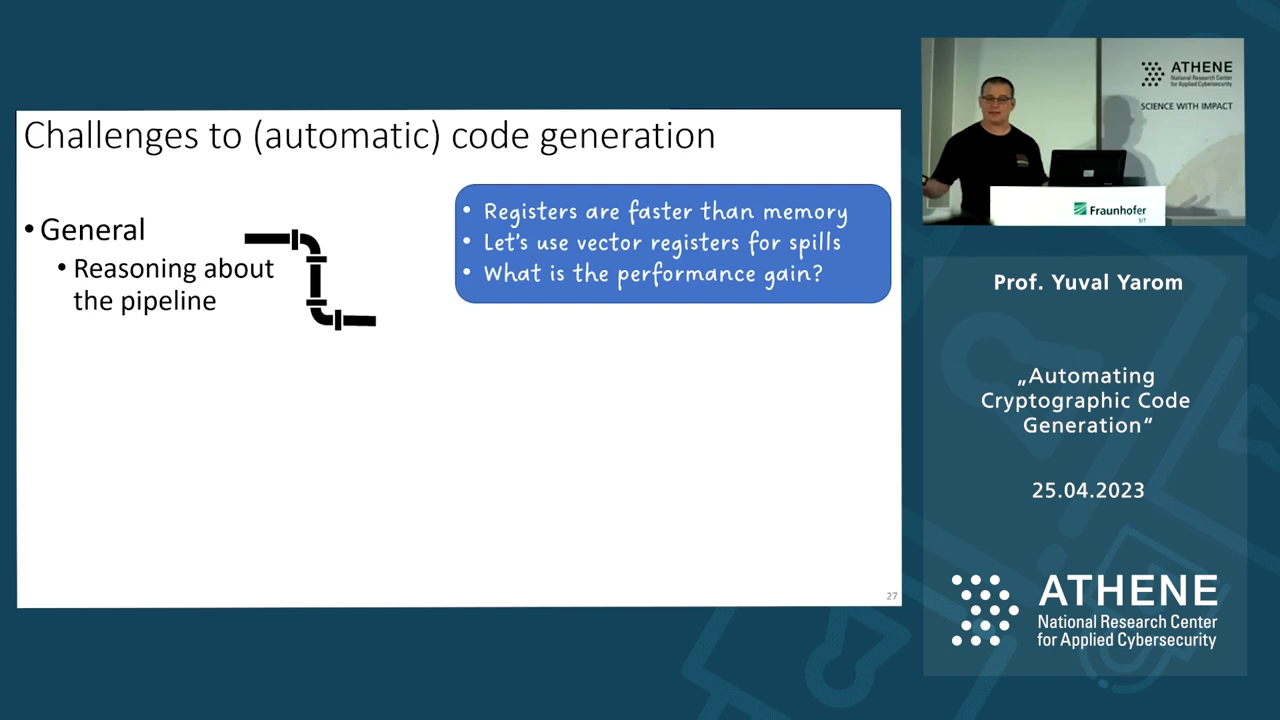 Challenges to (automatic) code generation
• General
• Reasoning about
the pipeline
• Registers are faster than memory
• Let's use vector registers for spills
• What is the performance gain?
27
ATHENE
National Research Center
for Applied Cybersecurity
SCIENCE WITH IMPACT
Fraunhofer
SIT
Prof. Yuval Yarom
„Automating
Cryptographic Code
Generation“
25.04.2023
ATHENE
National Research Center
for Applied Cybersecurity